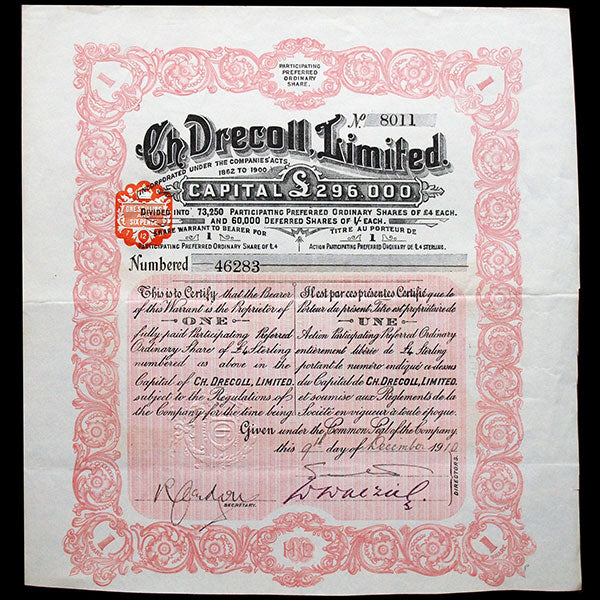 PARTICIPATING
PREFERRED
ORDINARY
SHARE.
1
1
No 8011
Ch. Drecoll, Limited.
INCORPORATED UNDER THE COMPANIES' ACTS,
1862 TO 1900
CAPITAL £ 296.000
DIVIDED INTO 73,250 PARTICIPATING PREFERRED ORDINARY SHARES OF £4 EACH.
AND 60,000 DEFERRED SHARES OF 1/- EACH.
SIX PENCE
SHARE WARRANT TO BEARER FOR
1
PARTICIPATING PREFERRED ORDINARY SHARE OF £4
TITRE AU PORTEUR DE
1
ACTION PARTICIPATING PREFERRED ORDINARY DE £4 STERLING.
Numbered 46283
This is to Certify that the Bearer
of this Warrant is the Proprietor of
ONE
fully paid Participating Preferred
Ordinary Share of £4 Sterling
numbered as above in the
Capital of CH. DRECOLL, LIMITED.
subject to the Regulations of
the Company for the time being
Il est par ces présentes Certifié que le
Porteur du présent Titre est propriétaire de
UNE
Action Participating Preferred Ordinary
entièrement libérée de £4 Sterling
portant le numéro indiqué ci-dessus
du Capital de CH. DRECOLL, LIMITED.
et soumise aux Règlements de la
Société en vigueur à toute époque.
Given under the Common Seal of the Company
this 9th day of December 1910
DIRECTORS.
SECRETARY.
1
1